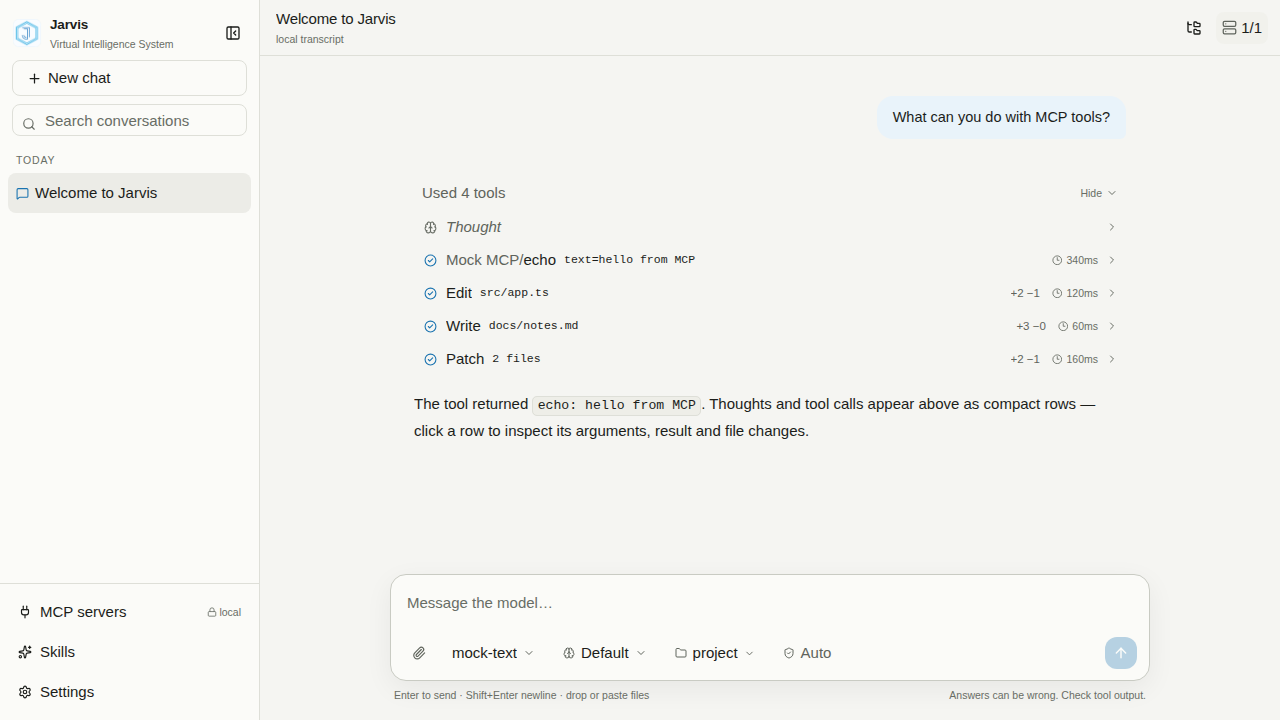 Jarvis
Virtual Intelligence System
New chat
Search conversations
TODAY
Welcome to Jarvis
MCP servers
local
Skills
Settings
Welcome to Jarvis
local transcript
1/1
What can you do with MCP tools?
Used 4 tools
Hide
Thought
Mock MCP/echo text=hello from MCP 340ms
Edit src/app.ts +2 −1 120ms
Write docs/notes.md +3 −0 60ms
Patch 2 files +2 −1 160ms
The tool returned echo: hello from MCP. Thoughts and tool calls appear above as compact rows —
click a row to inspect its arguments, result and file changes.
Message the model…
mock-text Default project Auto
Enter to send · Shift+Enter newline · drop or paste files
Answers can be wrong. Check tool output.